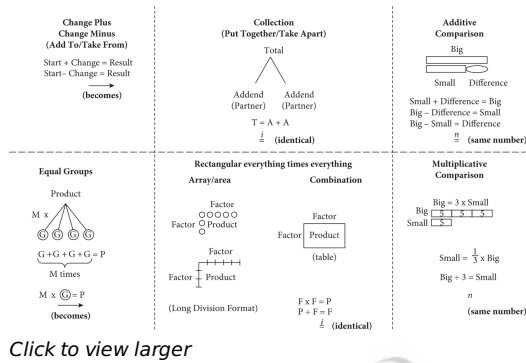 Change Plus
Change Minus
(Add To/Take From)
Start + Change = Result
Start– Change = Result
(becomes)
Collection
(Put Together/Take Apart)
Total
Addend Addend
(Partner) (Partner)
T = A + A
i
= (identical)
Additive
Comparison
Big
Small Difference
Small + Difference = Big
Big – Difference = Small
Big – Small = Difference
n
= (same number)
Equal Groups
Product
M x
G G G G
G +G + G + G = P
M times
M x G = P
(becomes)
Rectangular everything times everything
Array/area Combination
Factor
Factor Product
Factor
Factor Product
(Long Division Format)
Factor
Factor Product
(table)
F x F = P
P ÷ F = F
i
= (identical)
Multiplicative
Comparison
Big = 3 x Small
Big 5 5 5
Small 5
Small = 1/3 x Big
Big ÷ 3 = Small
n
(same number)
Click to view larger